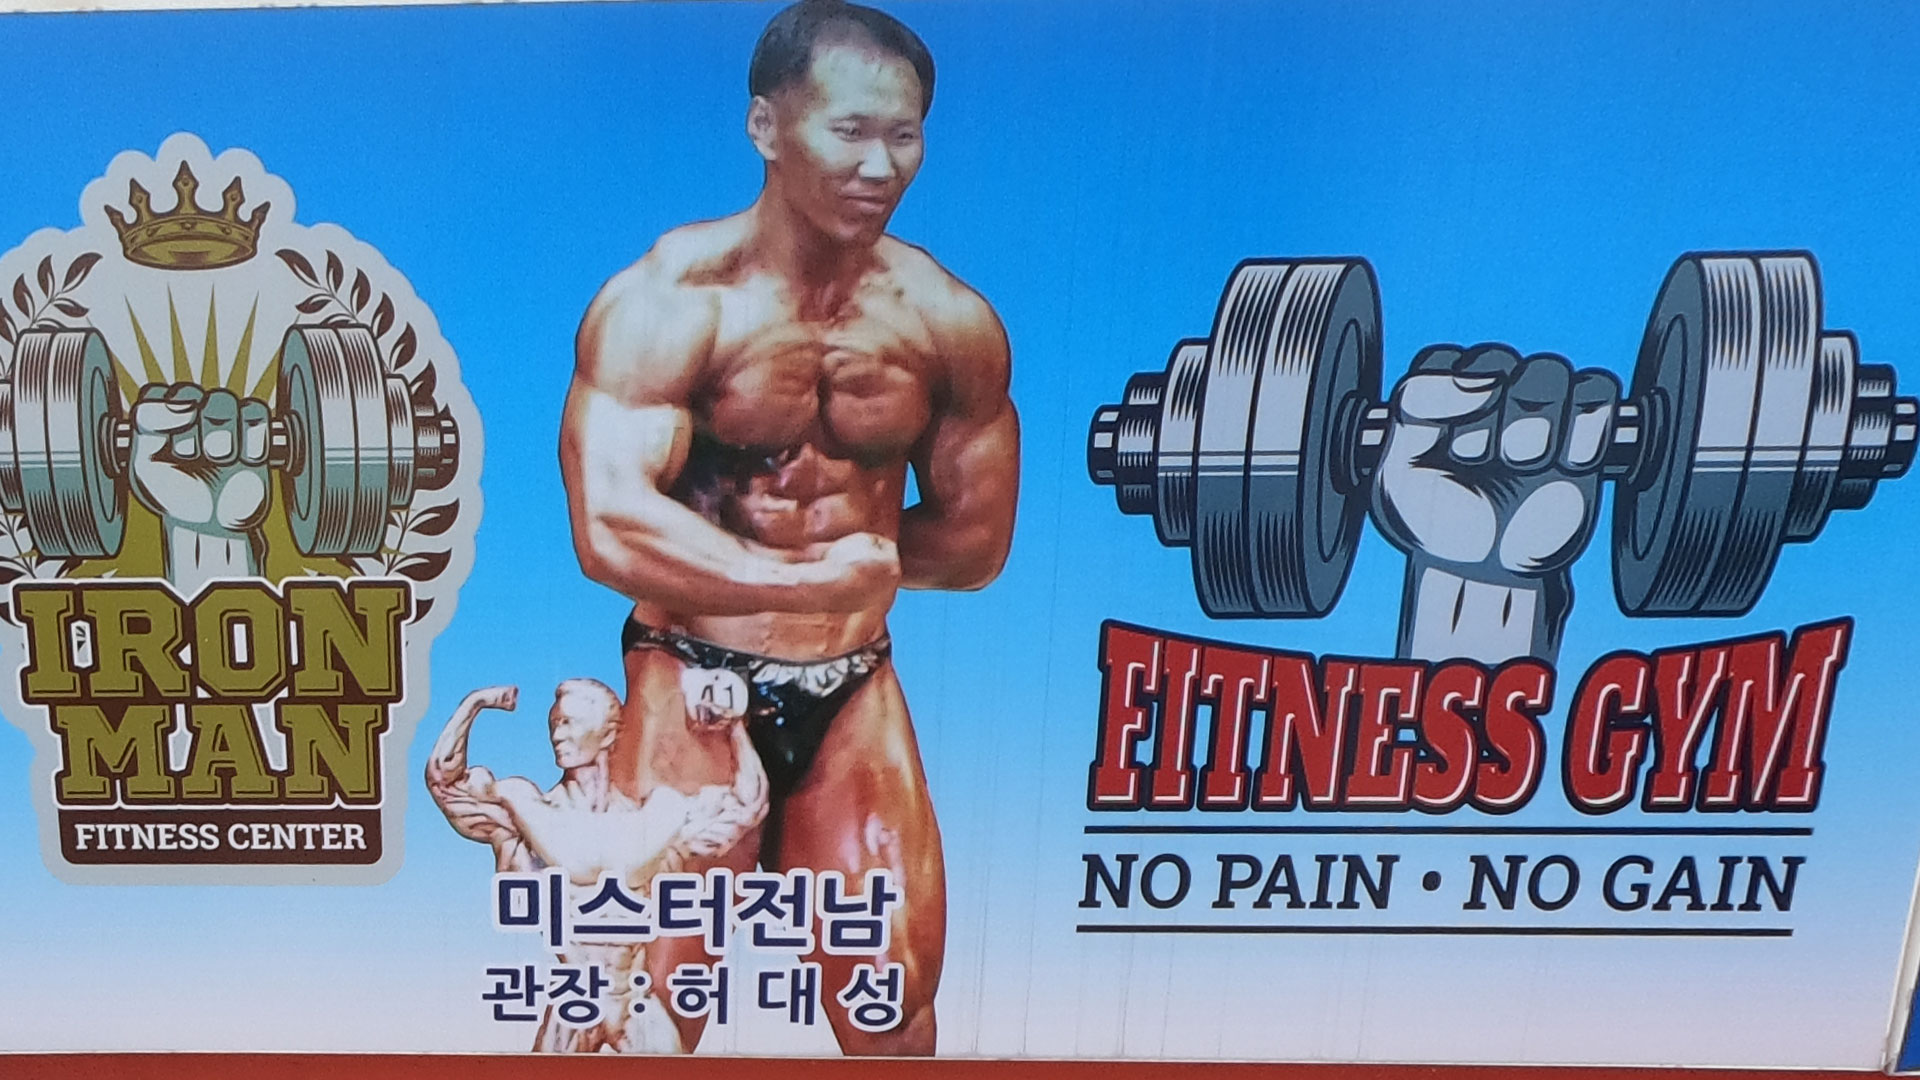 IRON
MAN
FITNESS CENTER
41
미스터전남
관장 : 허 대 성
FITNESS GYM
NO PAIN • NO GAIN